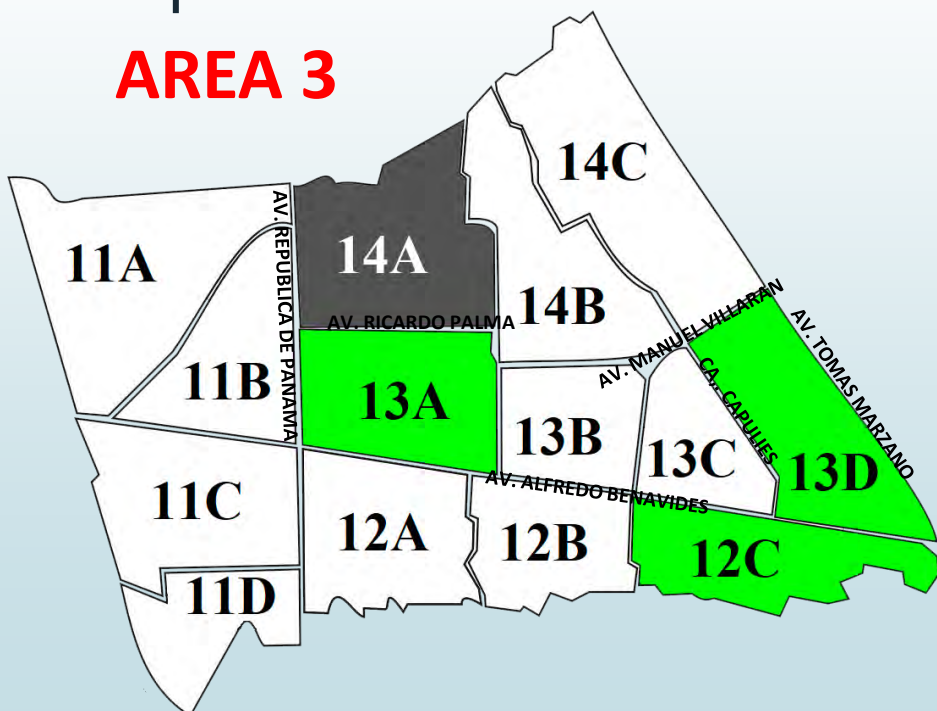 AREA 3
14C
AV. REPUBLICA DE PANAMA
11A
14A
14B
AV. MANUEL VILLARAN
AV. TOMAS MARZANO
AV. RICARDO PALMA
11B
13A
CA,. CAPULIES
13B
13C
13D
AV. ALFREDO BENAVIDES
11C
12A
12B
12C
11D